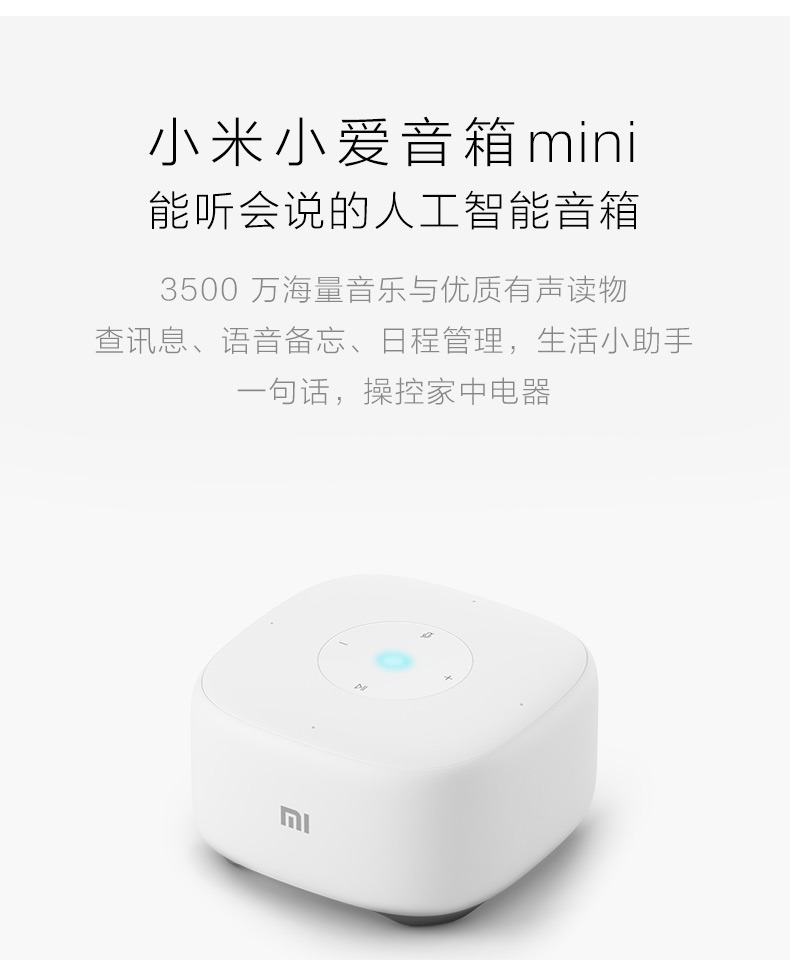 小米小爱音箱mini
能听会说的人工智能音箱
3500 万海量音乐与优质有声读物
查讯息、语音备忘、日程管理，生活小助手
一句话，操控家中电器
MI